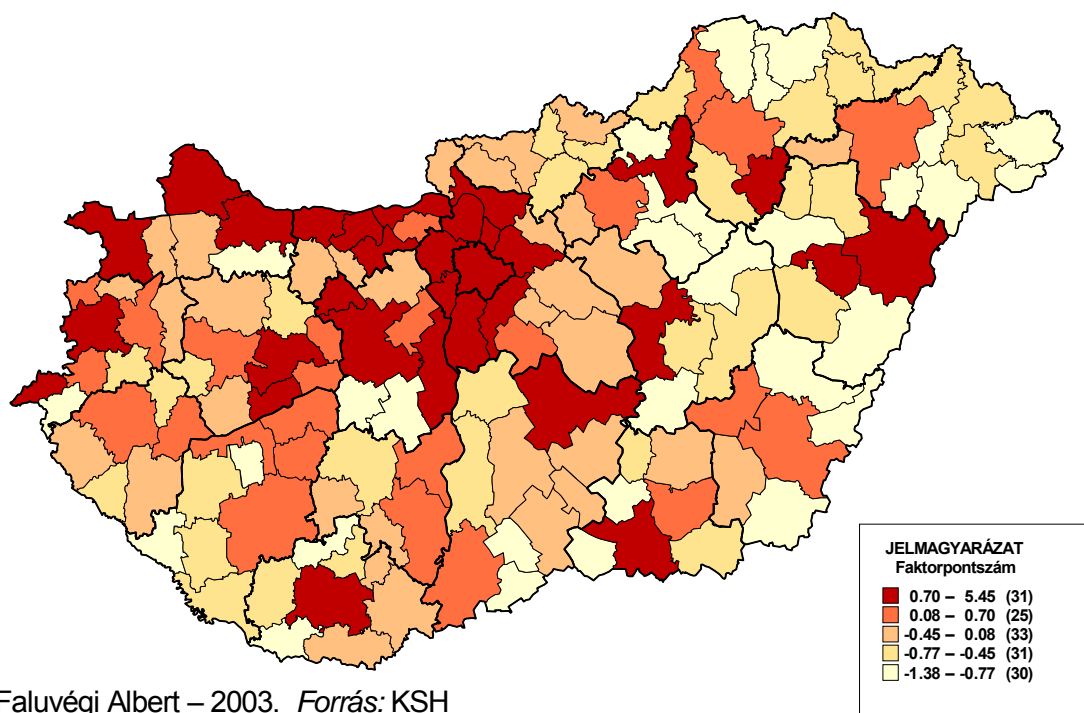 JELMAGYARÁZAT
Faktorpontszám
0.70 – 5.45 (31)
0.08 – 0.70 (25)
-0.45 – 0.08 (33)
-0.77 – -0.45 (31)
-1.38 – -0.77 (30)
Faluvégi Albert – 2003. Forrás: KSH